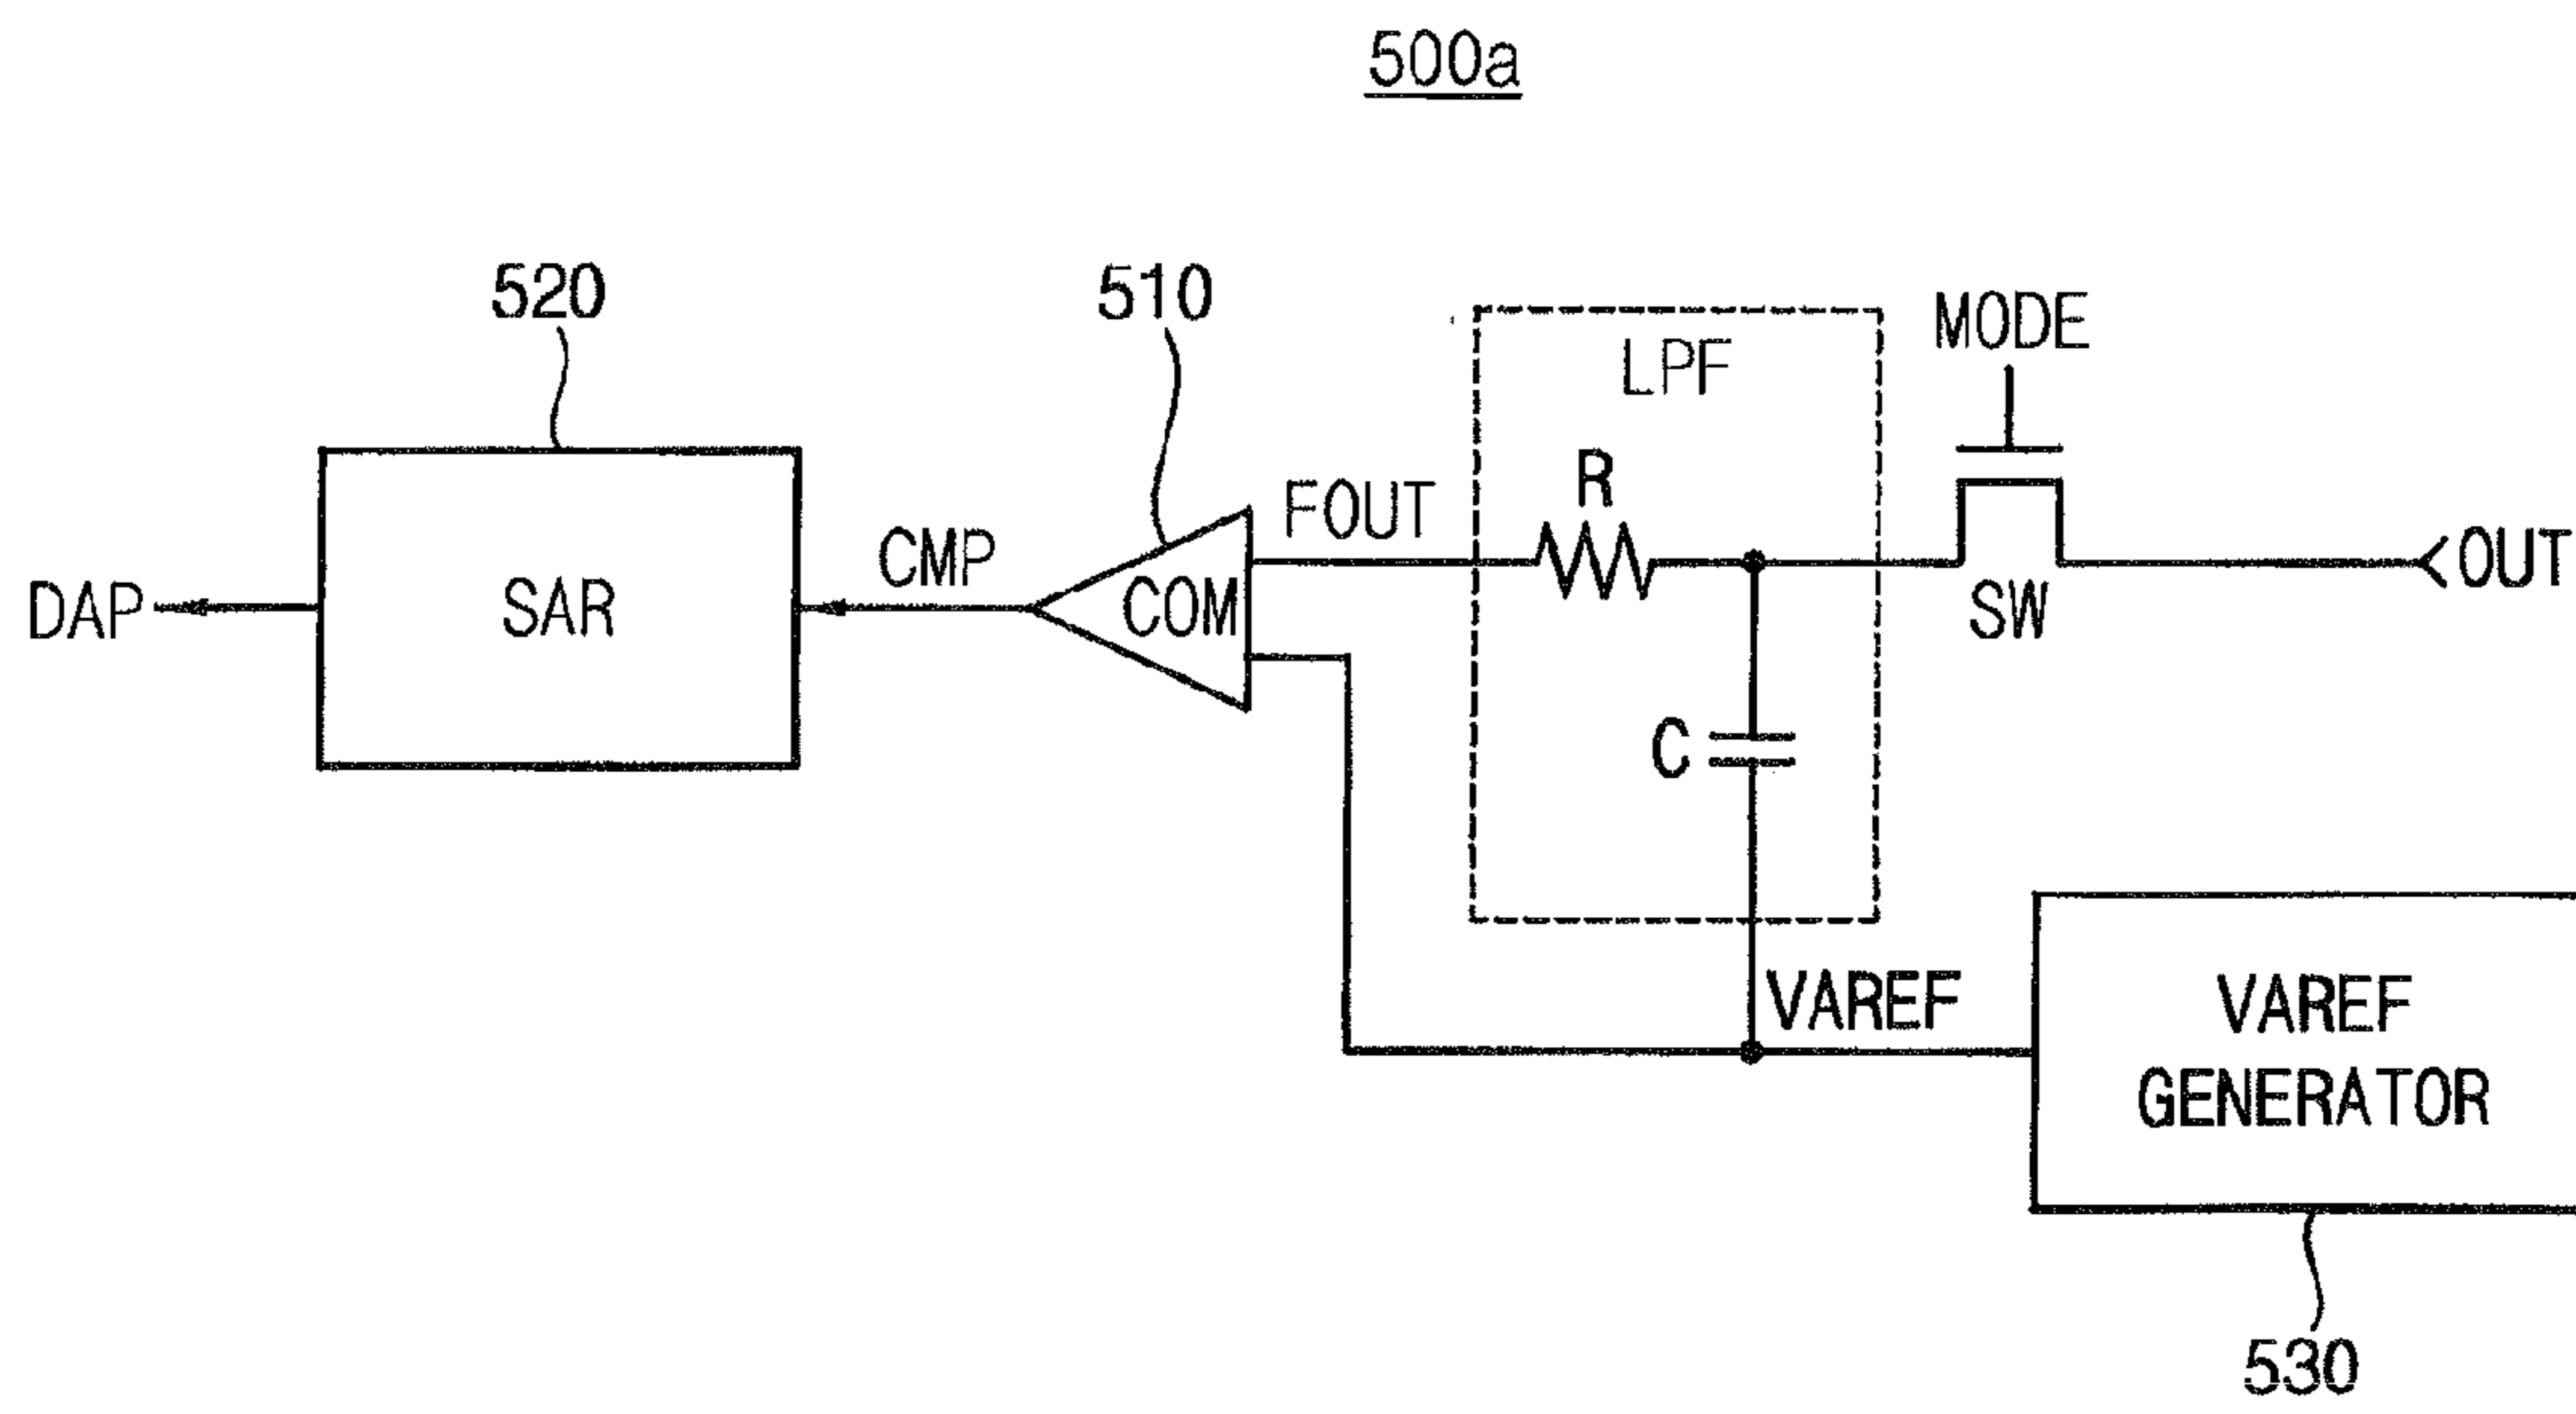 500a
520
510
MODE
LPF
R
FOUT
CMP
OUT
DAP
SAR
COM
SW
C
VAREF
VAREF
GENERATOR
530